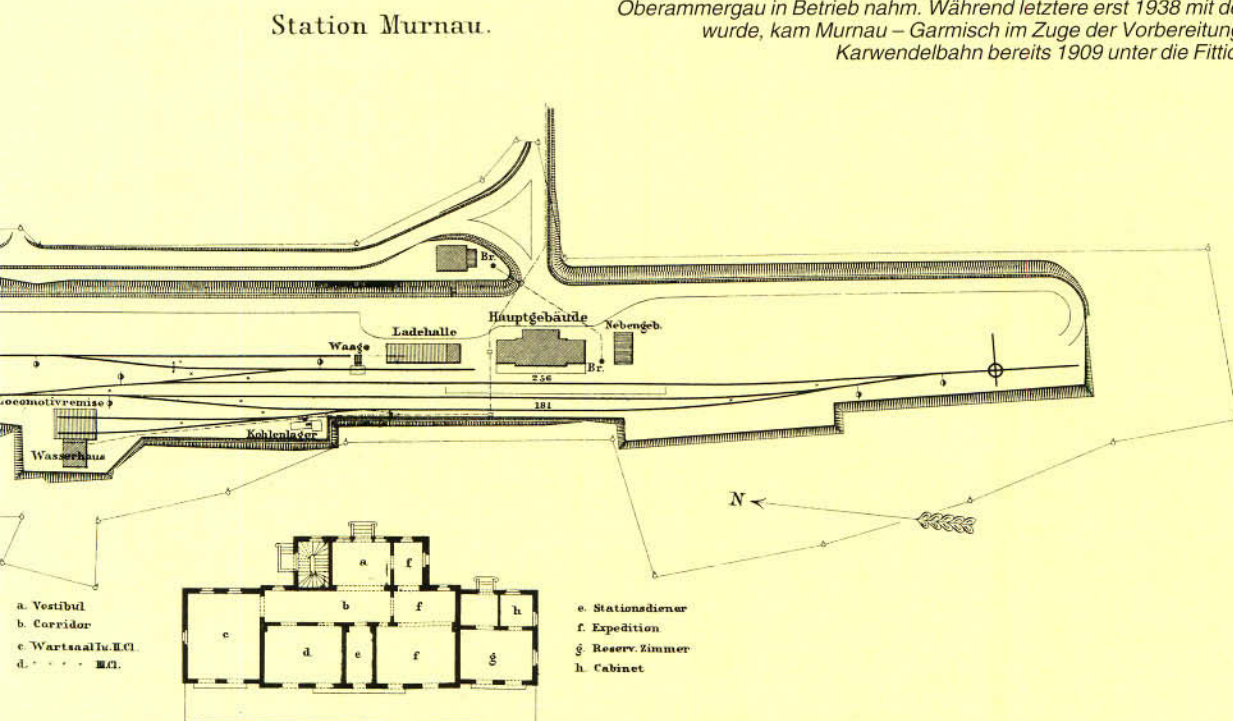 Station Murnau.
Oberammergau in Betrieb nahm. Während letztere erst 1938 mit de
wurde, kam Murnau – Garmisch im Zuge der Vorbereitung
Karwendelbahn bereits 1909 unter die Fittic
Br.
Hauptgebäude
Nebengeb.
Ladehalle
Waage
Br.
256
181
Locomotivremise
Kohlenlager
Wasserhaus
N
a
f
b
f
h
c
d
e
f
g
a. Vestibul
b. Corridor
c. Wartsaal I u. II. Cl.
d. " " " III. Cl.
e. Stationsdiener
f. Expedition
g. Reserv. Zimmer
h. Cabinet